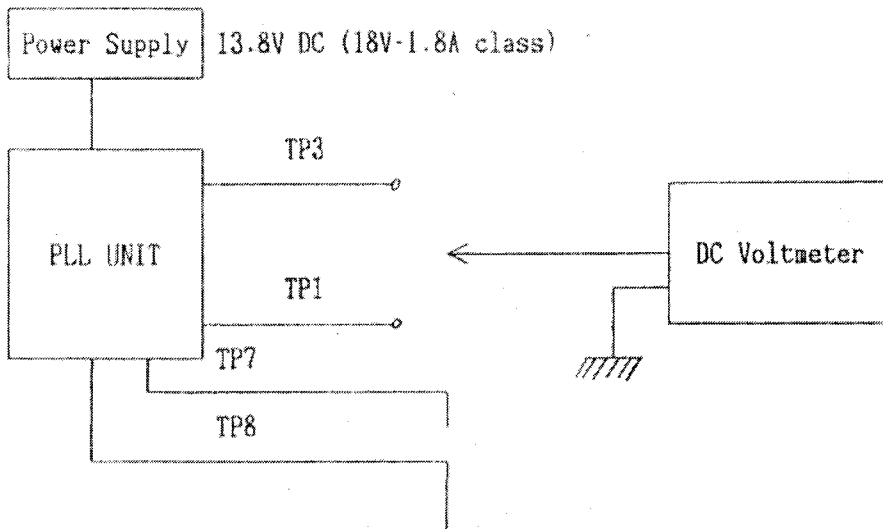 Power Supply 13.8V DC (18V-1.8A class)
TP3
PLL UNIT
DC Voltmeter
TP1
TP7
TP8